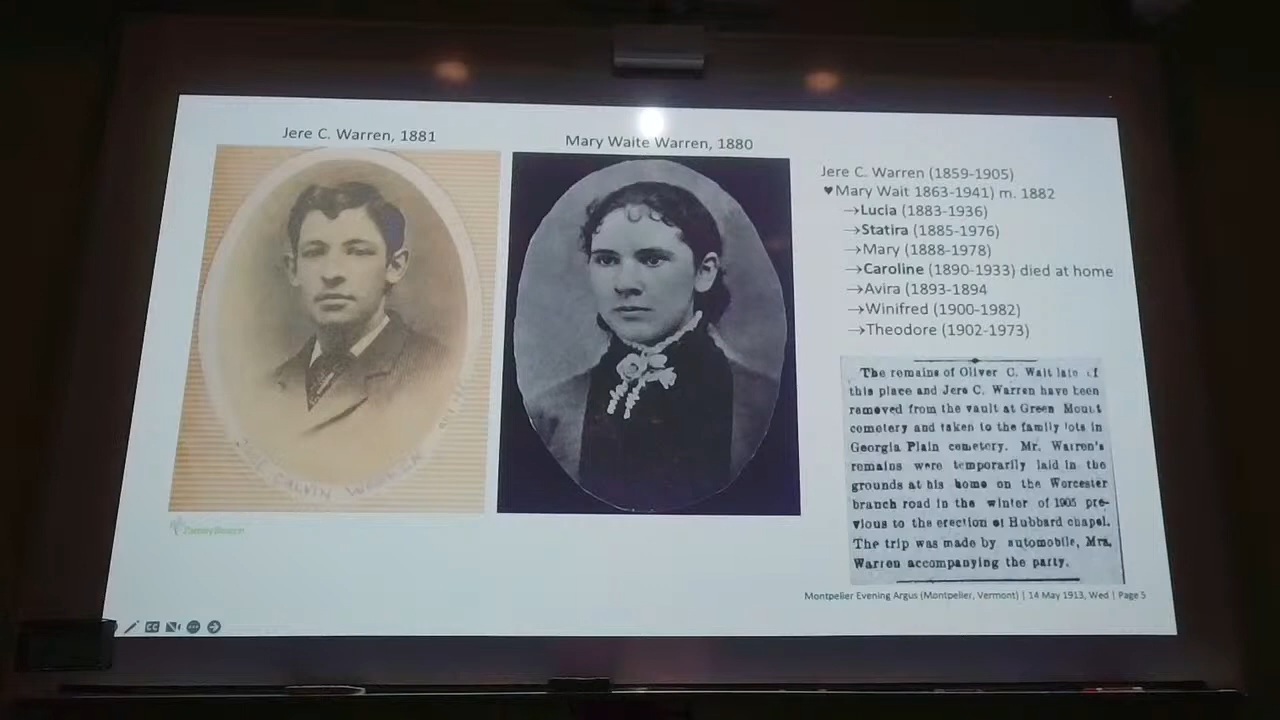 Jere C. Warren, 1881
Mary Waite Warren, 1880
CALVIN
Jere C. Warren (1859-1905)
♥Mary Wait 1863-1941) m. 1882
→Lucia (1883-1936)
→Statira (1885-1976)
→Mary (1888-1978)
→Caroline (1890-1933) died at home
→Avira (1893-1894
→Winifred (1900-1982)
→Theodore (1902-1973)
The remains of Oliver C. Wait late of
this place and Jere C. Warren have been
removed from the vault at Green Mount
cemetery and taken to the family lots in
Georgia Plain cemetery. Mr. Warren's
remains were temporarily laid in the
grounds at his home on the Worcester
branch road in the winter of 1905 pre-
vious to the erection of Hubbard chapel.
The trip was made by automobile, Mrs.
Warren accompanying the party.
Montpelier Evening Argus (Montpelier, Vermont) | 14 May 1913, Wed | Page 5
CC